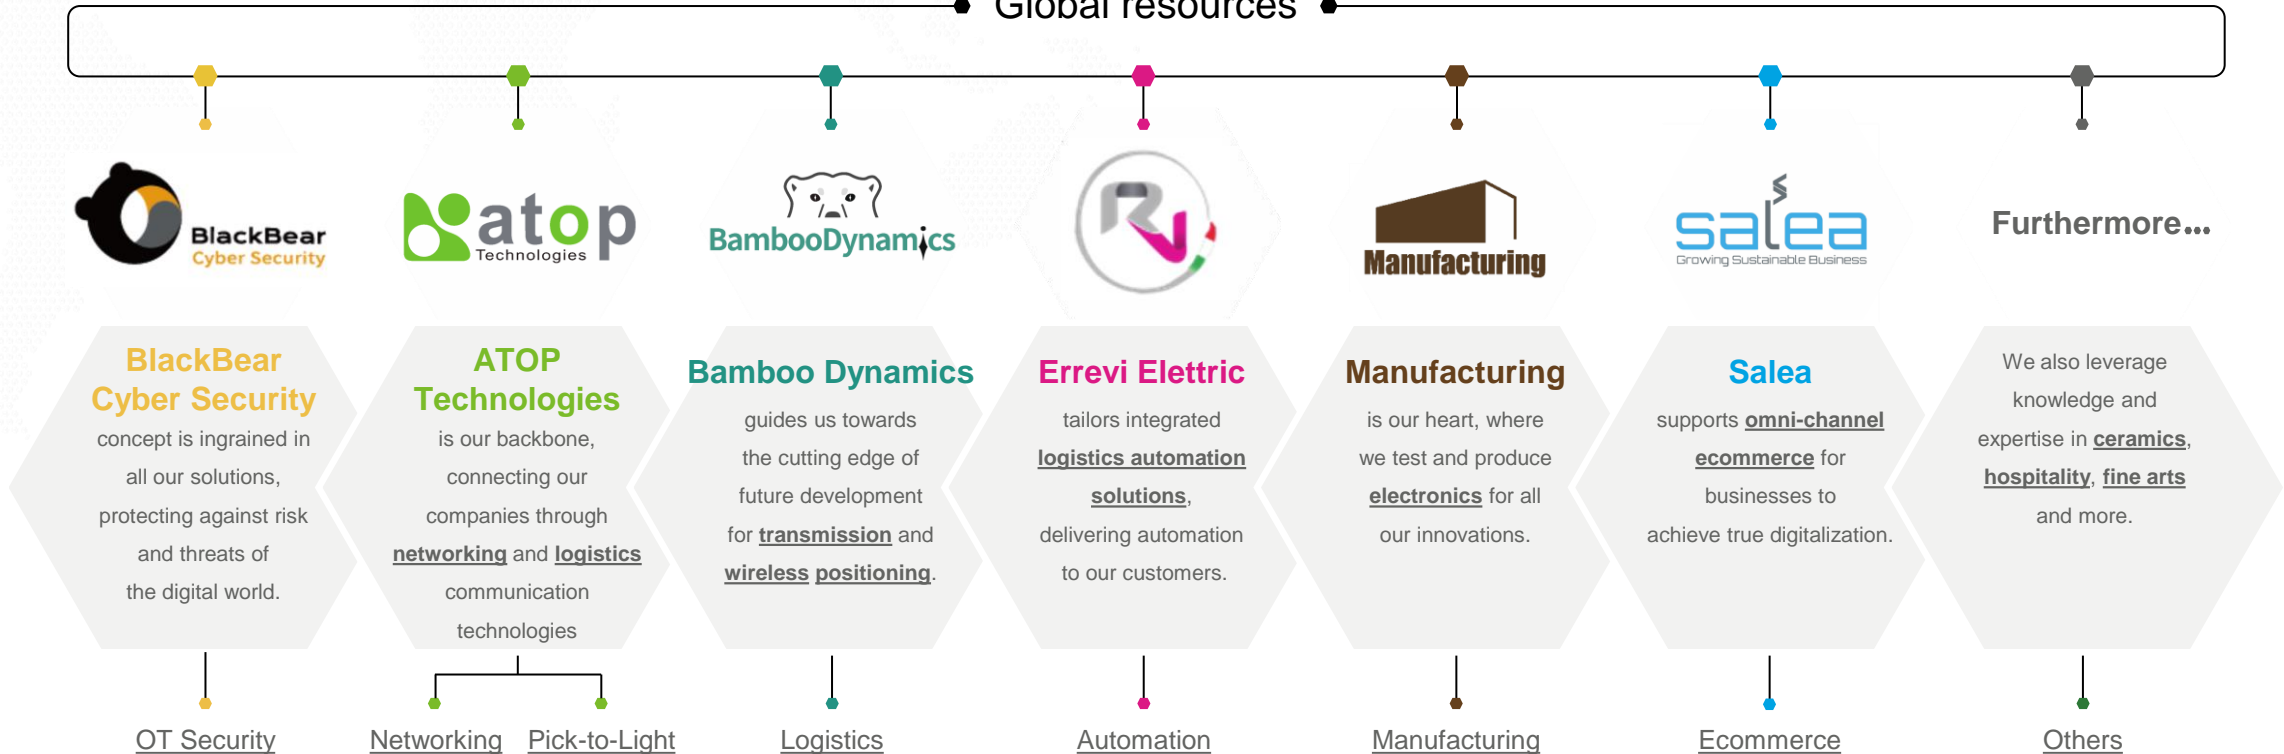 Global resources
BlackBear
Cyber Security
atop
Technologies
BambooDynamics
RV
Manufacturing
salea
Growing Sustainable Business
Furthermore...
BlackBear
Cyber Security
concept is ingrained in
all our solutions,
protecting against risk
and threats of
the digital world.
ATOP
Technologies
is our backbone,
connecting our
companies through
networking and logistics
communication
technologies
Bamboo Dynamics
guides us towards
the cutting edge of
future development
for transmission and
wireless positioning.
Errevi Elettric
tailors integrated
logistics automation
solutions,
delivering automation
to our customers.
Manufacturing
is our heart, where
we test and produce
electronics for all
our innovations.
Salea
supports omni-channel
ecommerce for
businesses to
achieve true digitalization.
We also leverage
knowledge and
expertise in ceramics,
hospitality, fine arts
and more.
OT Security
Networking
Pick-to-Light
Logistics
Automation
Manufacturing
Ecommerce
Others